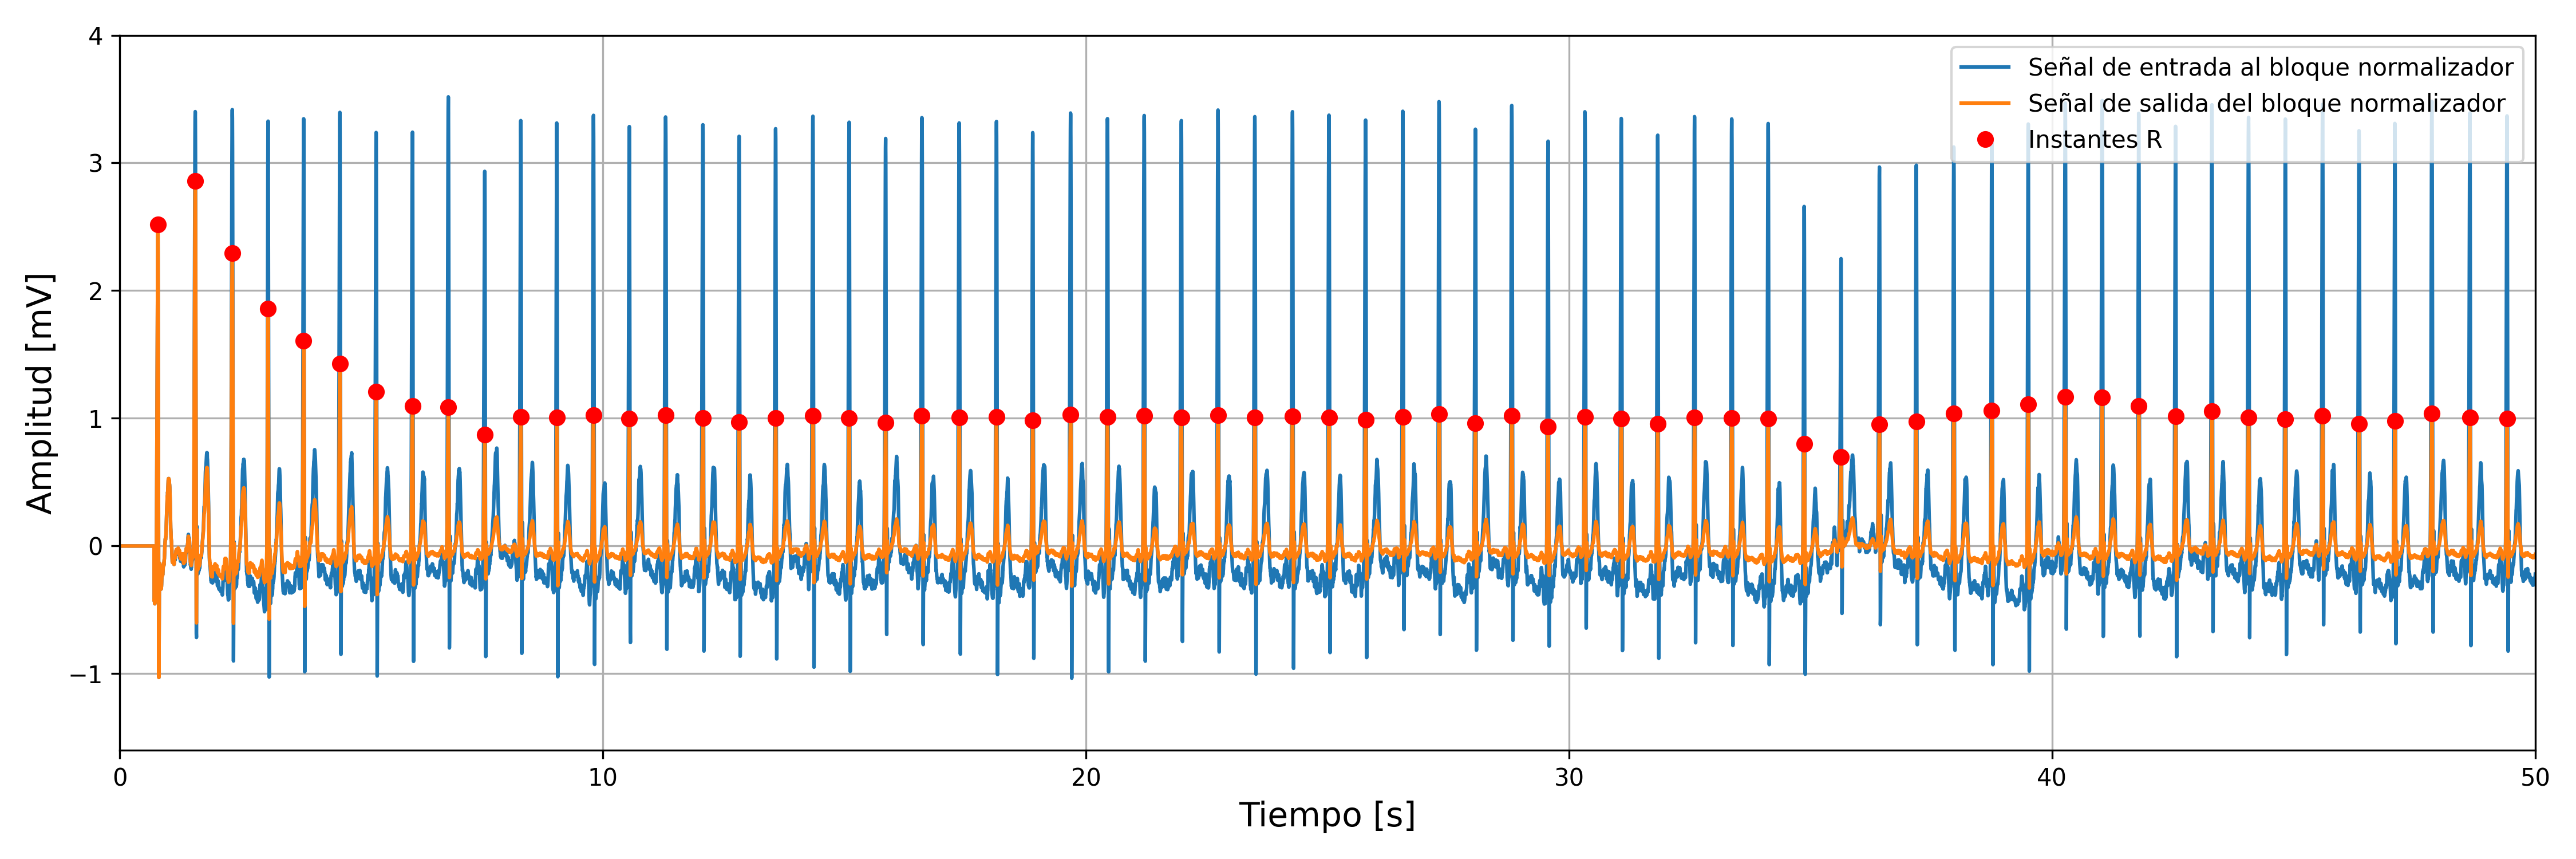 Señal de entrada al bloque normalizador
Señal de salida del bloque normalizador
Instantes R
Amplitud [mV]
4
3
2
1
0
−1
0
10
20
30
40
50
Tiempo [s]